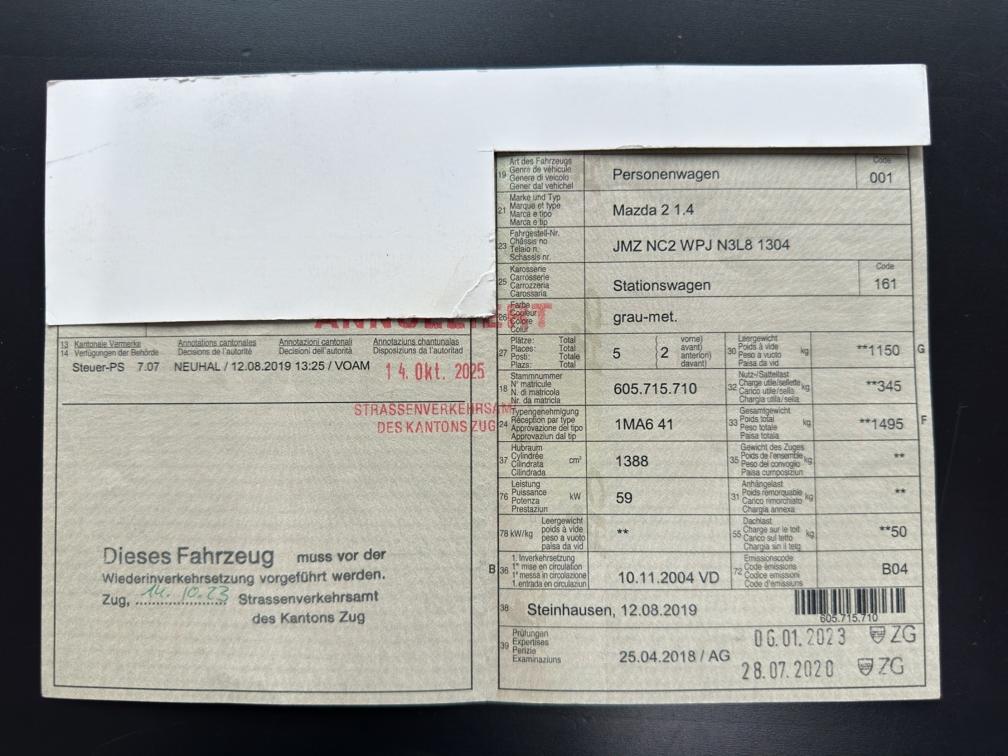 ANNULLIERT
13 Kantonale Vermerke Annotations cantonales Annotazioni cantonali Annotaziuns chantunalas
14 Verfügungen der Behörde Décisions de l'autorité Decisioni dell'autorità Disposiziuns da l'autoritad
Steuer-PS 7.07 NEUHAL / 12.08.2019 13:25 / VOAM
14. Okt. 2025
STRASSENVERKEHRSAMT
DES KANTONS ZUG
Dieses Fahrzeug muss vor der
Wiederinverkehrsetzung vorgeführt werden.
Zug, 14.10.23 Strassenverkehrsamt
des Kantons Zug
19 Art des Fahrzeugs
Genre de véhicule
Genere di veicolo
Gener dal vehichel
Personenwagen
Code
001
21 Marke und Typ
Marque et type
Marca e tipo
Marca e tip
Mazda 2 1.4
23 Fahrgestell-Nr.
Châssis no
Telaio n.
Schassis nr.
JMZ NC2 WPJ N3L8 1304
25 Karosserie
Carrosserie
Carrozzeria
Carossaria
Stationswagen
Code
161
26 Farbe
Couleur
Colore
Colur
grau-met.
27 Plätze: Total
Places: Total
Posti: Totale
Plazs: Total
5
2
vorne)
avant)
anteriori)
davant)
30 Leergewicht
Poids à vide
Peso a vuoto
Paisa da vid
kg
**1150
G
18 Stammnummer
N° matricule
N. di matricola
Nr. da matricla
605.715.710
32 Nutz-/Sattellast
Charge utile/sellette
Carico utile/sella
Chargia utila/sella
kg
**345
24 Typengenehmigung
Réception par type
Approvazione del tipo
Approvaziun dal tip
1MA6 41
33 Gesamtgewicht
Poids total
Peso totale
Paisa totala
kg
**1495
F
37 Hubraum
Cylindrée
Cilindrata
Cilindrada
cm³
1388
35 Gewicht des Zuges
Poids de l'ensemble
Peso del convoglio
Paisa cumposiziun
kg
**
76 Leistung
Puissance
Potenza
Prestaziun
kW
59
31 Anhängelast
Poids remorquable
Carico rimorchiato
Chargia annexa
kg
**
78 kW/kg
Leergewicht
poids à vide
peso a vuoto
paisa da vid
**
55 Dachlast
Charge sur le toit
Carico sul tetto
Chargia sin il tetg
kg
**50
B 36 1. Inverkehrsetzung
1re mise en circulation
1a messa in circolazione
1. entrada en circulaziun
10.11.2004 VD
72 Emissionscode
Code émissions
Codice emissioni
Code d'emissiuns
B04
38 Steinhausen, 12.08.2019
605.715.710
39 Prüfungen
Expertises
Perizie
Examinaziuns
25.04.2018 / AG
06.01.2023 ZG
28.07.2020 ZG